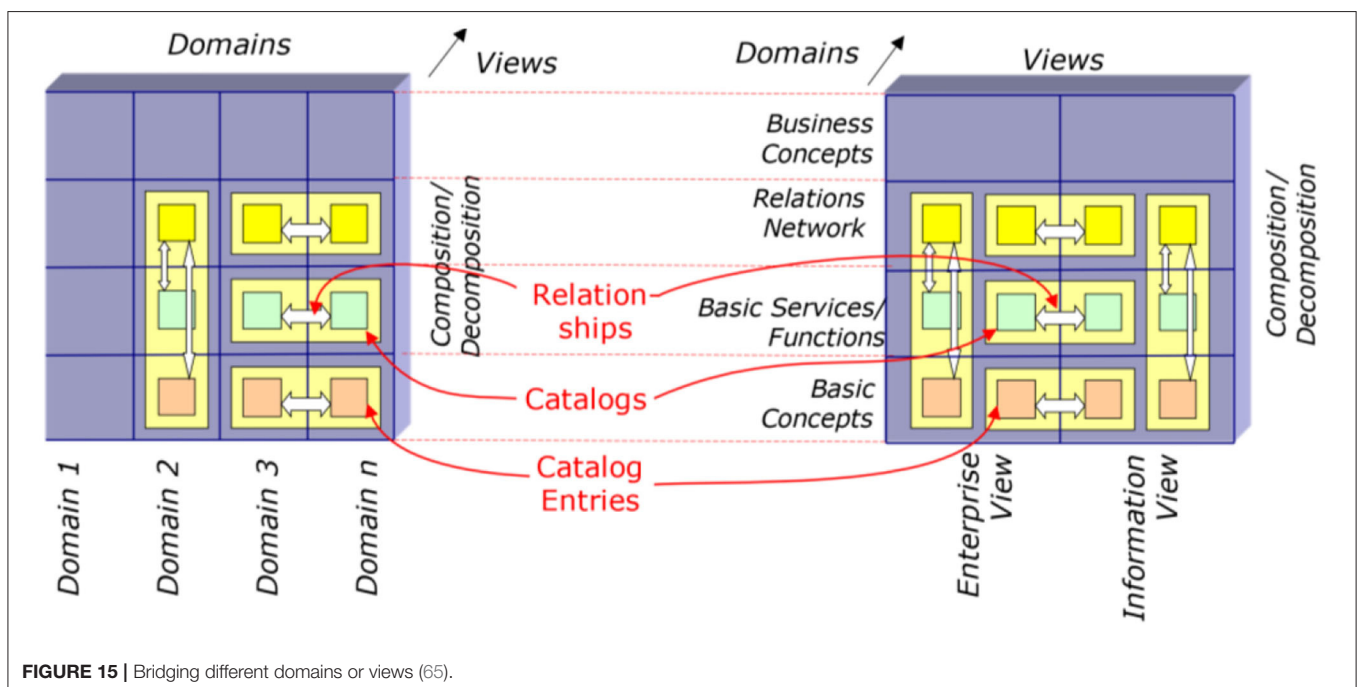 Domains
Views
Composition/
Decomposition
Domain 1
Domain 2
Domain 3
Domain n
Relation
ships
Catalogs
Catalog
Entries
Domains
Views
Business
Concepts
Relations
Network
Basic Services/
Functions
Basic
Concepts
Composition/
Decomposition
Enterprise
View
Information
View
FIGURE 15 | Bridging different domains or views (65).